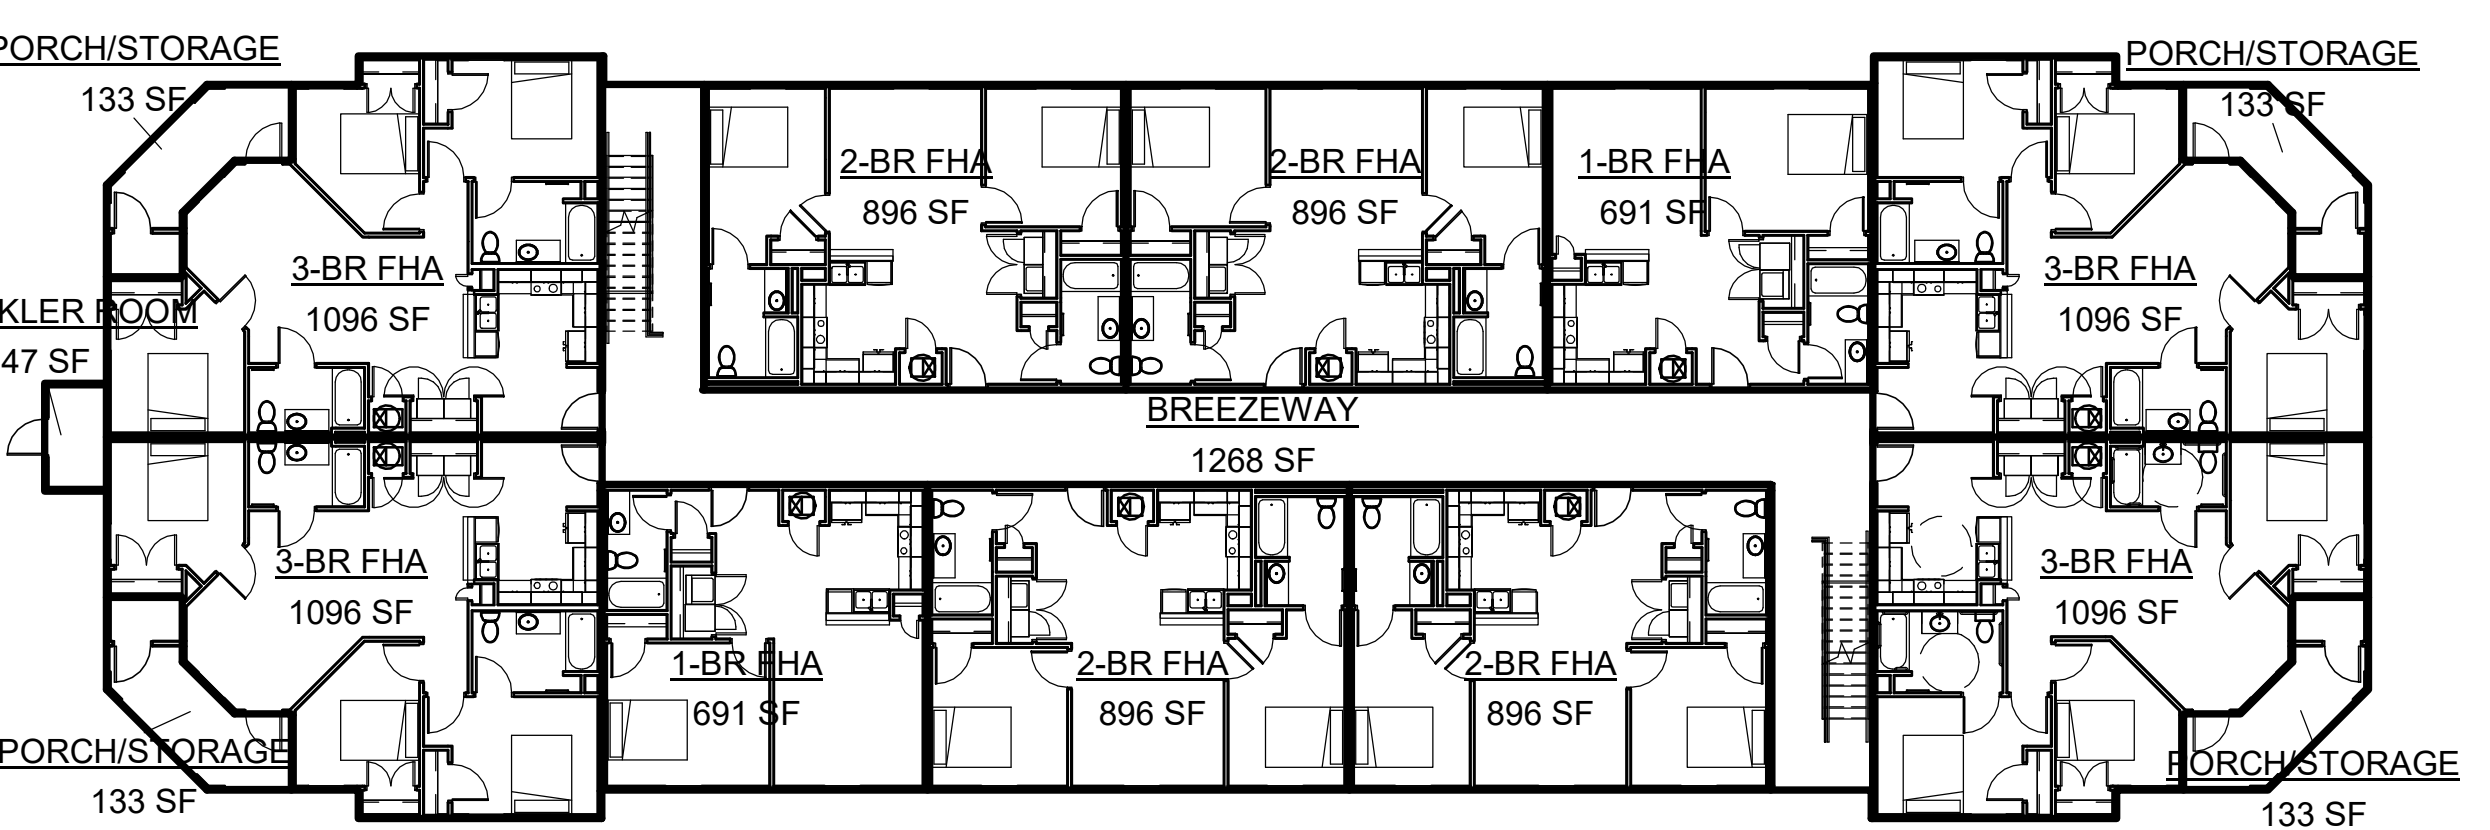 PORCH/STORAGE
133 SF
PORCH/STORAGE
133 SF
2-BR FHA
896 SF
2-BR FHA
896 SF
1-BR FHA
691 SF
3-BR FHA
1096 SF
3-BR FHA
1096 SF
KLER ROOM
47 SF
BREEZEWAY
1268 SF
3-BR FHA
1096 SF
3-BR FHA
1096 SF
1-BR FHA
691 SF
2-BR FHA
896 SF
2-BR FHA
896 SF
PORCH/STORAGE
133 SF
PORCH/STORAGE
133 SF